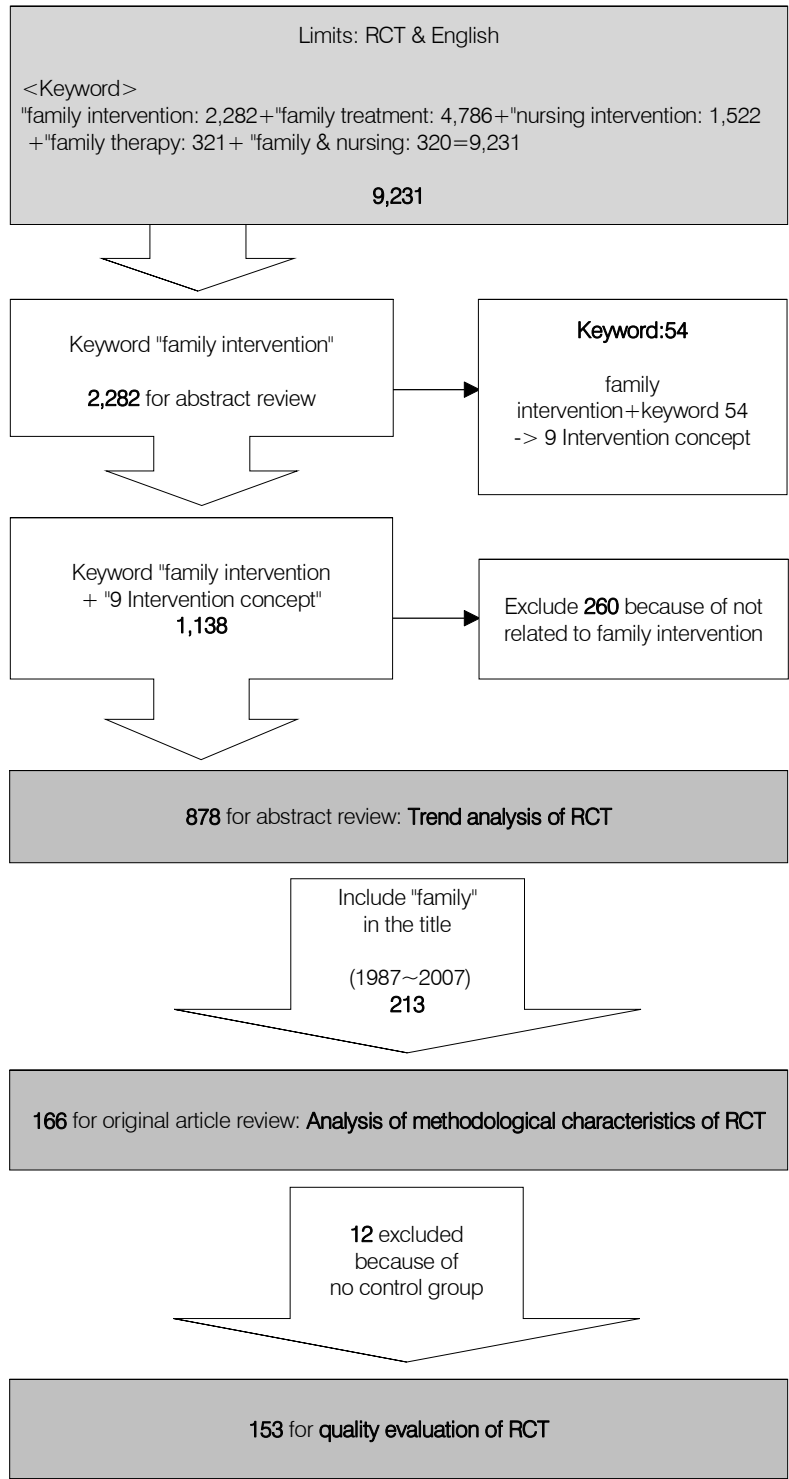 Limits: RCT & English
<Keyword>
"family intervention: 2,282+"family treatment: 4,786+"nursing intervention: 1,522
+"family therapy: 321+ "family & nursing: 320=9,231
9,231
Keyword "family intervention"
2,282 for abstract review
Keyword:54
family
intervention+keyword 54
-> 9 Intervention concept
Keyword "family intervention
+ "9 Intervention concept"
1,138
Exclude 260 because of not
related to family intervention
878 for abstract review: Trend analysis of RCT
Include "family"
in the title
(1987~2007)
213
166 for original article review: Analysis of methodological characteristics of RCT
12 excluded
because of
no control group
153 for quality evaluation of RCT